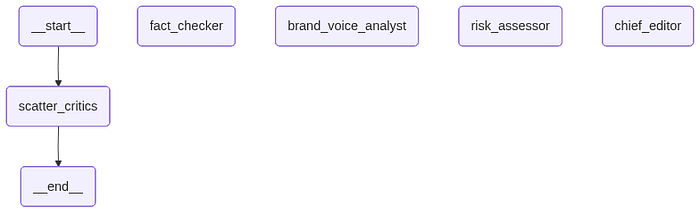 __start__
fact_checker
brand_voice_analyst
risk_assessor
chief_editor
scatter_critics
__end__